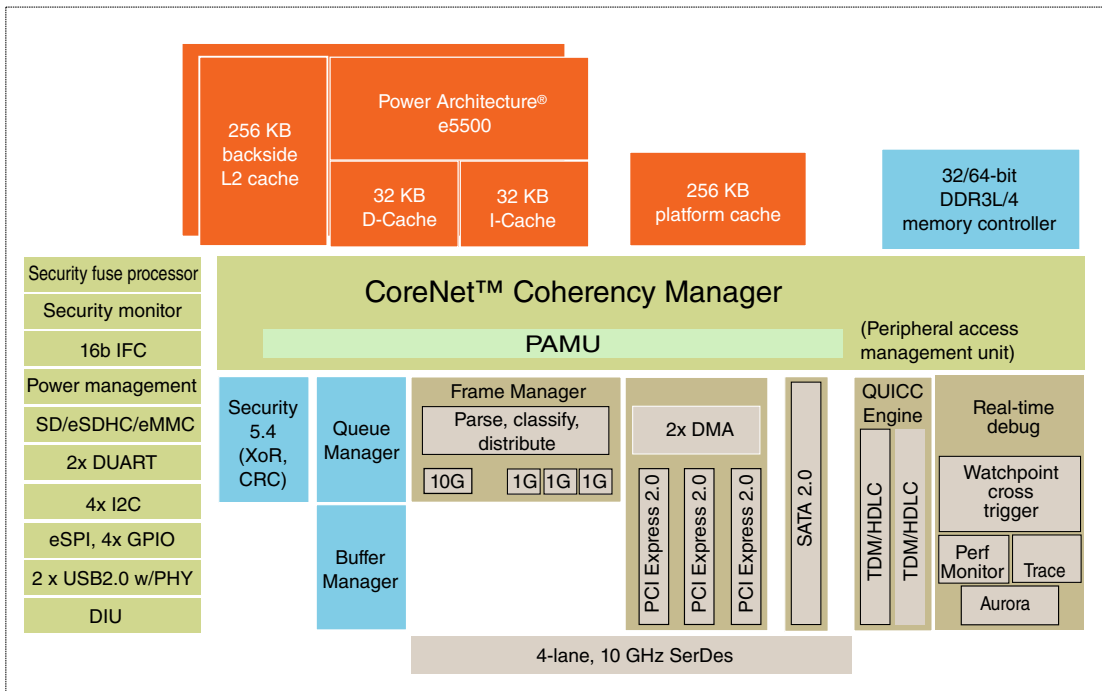 256 KB
backside
L2 cache
Power Architecture®
e5500
32 KB
D-Cache
32 KB
I-Cache
256 KB
platform cache
32/64-bit
DDR3L/4
memory controller
Security fuse processor
Security monitor
16b IFC
Power management
SD/eSDHC/eMMC
2x DUART
4x I2C
eSPI, 4x GPIO
2 x USB2.0 w/PHY
DIU
CoreNet™ Coherency Manager
PAMU
(Peripheral access
management unit)
Security
5.4
(XoR,
CRC)
Queue
Manager
Buffer
Manager
Frame Manager
Parse, classify,
distribute
10G
1G
1G
1G
2x DMA
PCI Express 2.0
PCI Express 2.0
PCI Express 2.0
SATA 2.0
QUICC
Engine
TDM/HDLC
TDM/HDLC
Real-time
debug
Watchpoint
cross
trigger
Perf
Monitor
Trace
Aurora
4-lane, 10 GHz SerDes